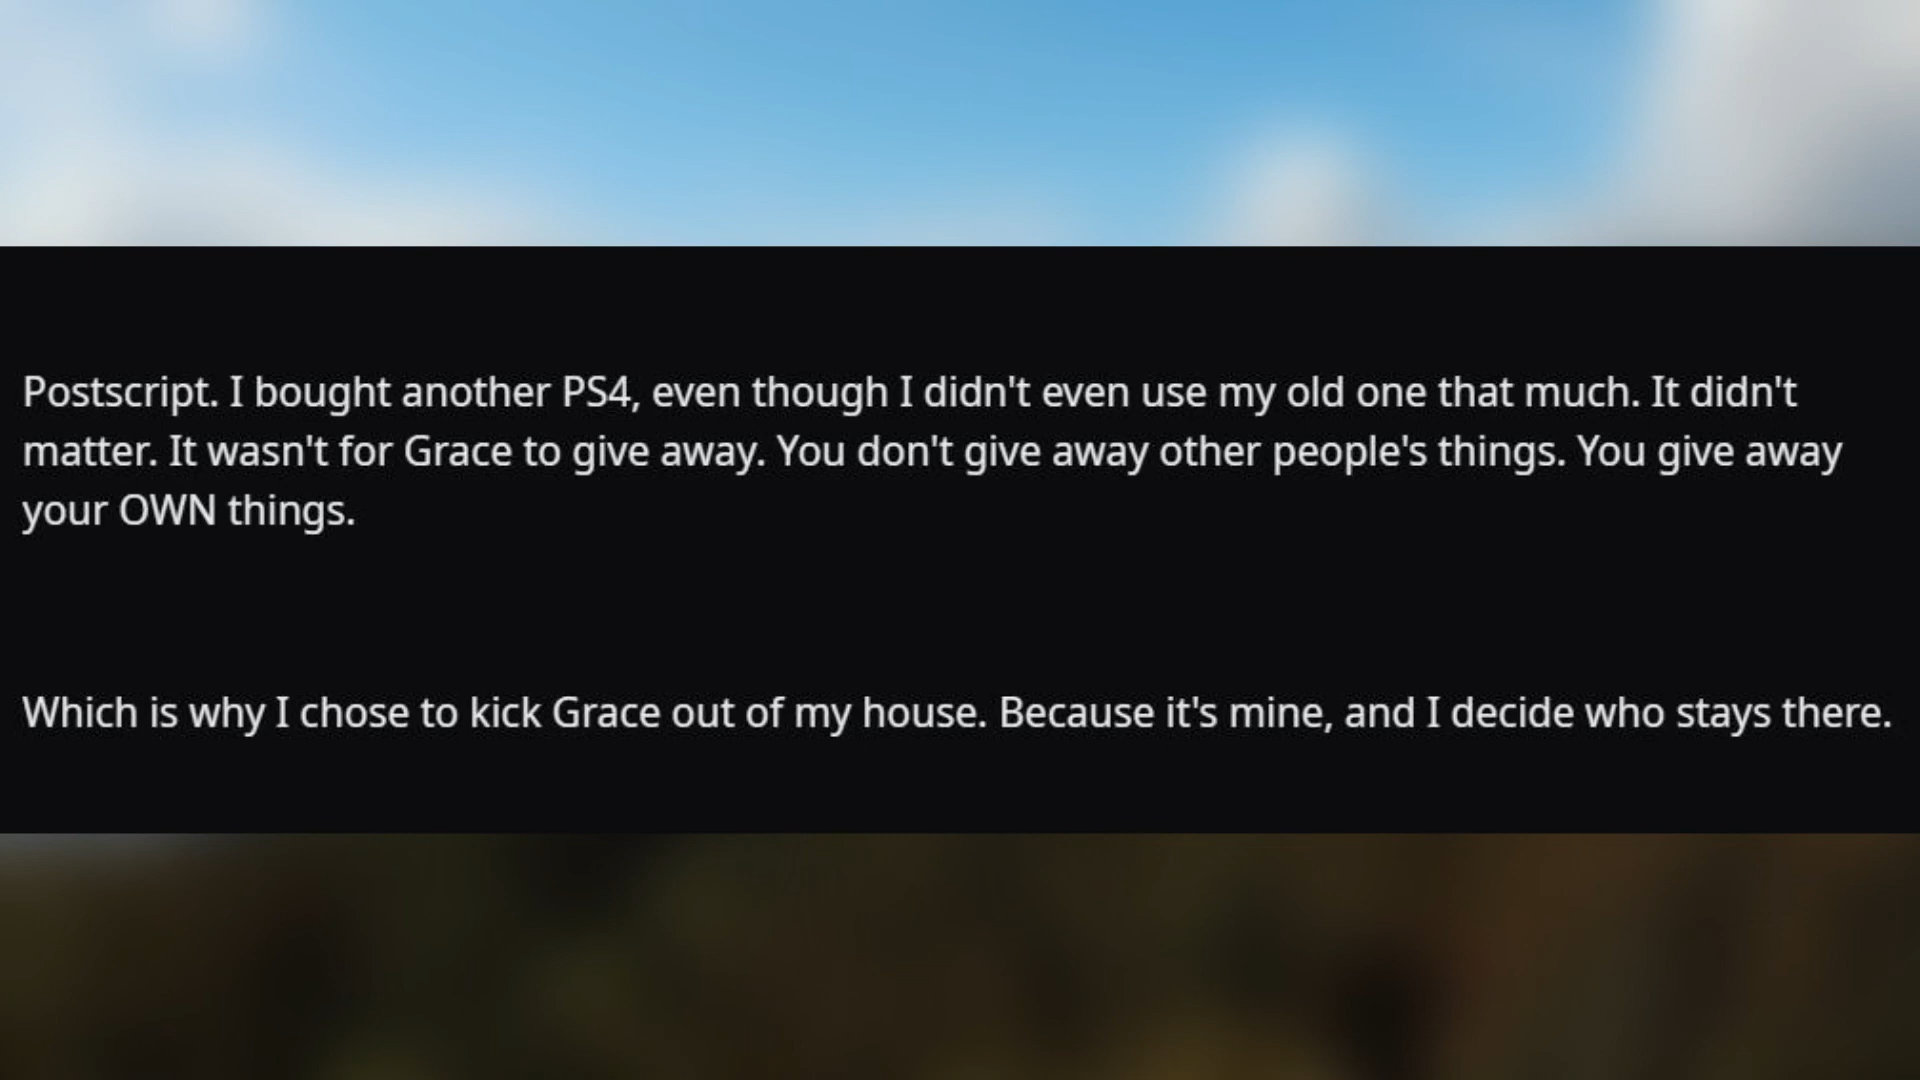 Postscript. I bought another PS4, even though I didn't even use my old one that much. It didn't
matter. It wasn't for Grace to give away. You don't give away other people's things. You give away
your OWN things.
Which is why I chose to kick Grace out of my house. Because it's mine, and I decide who stays there.